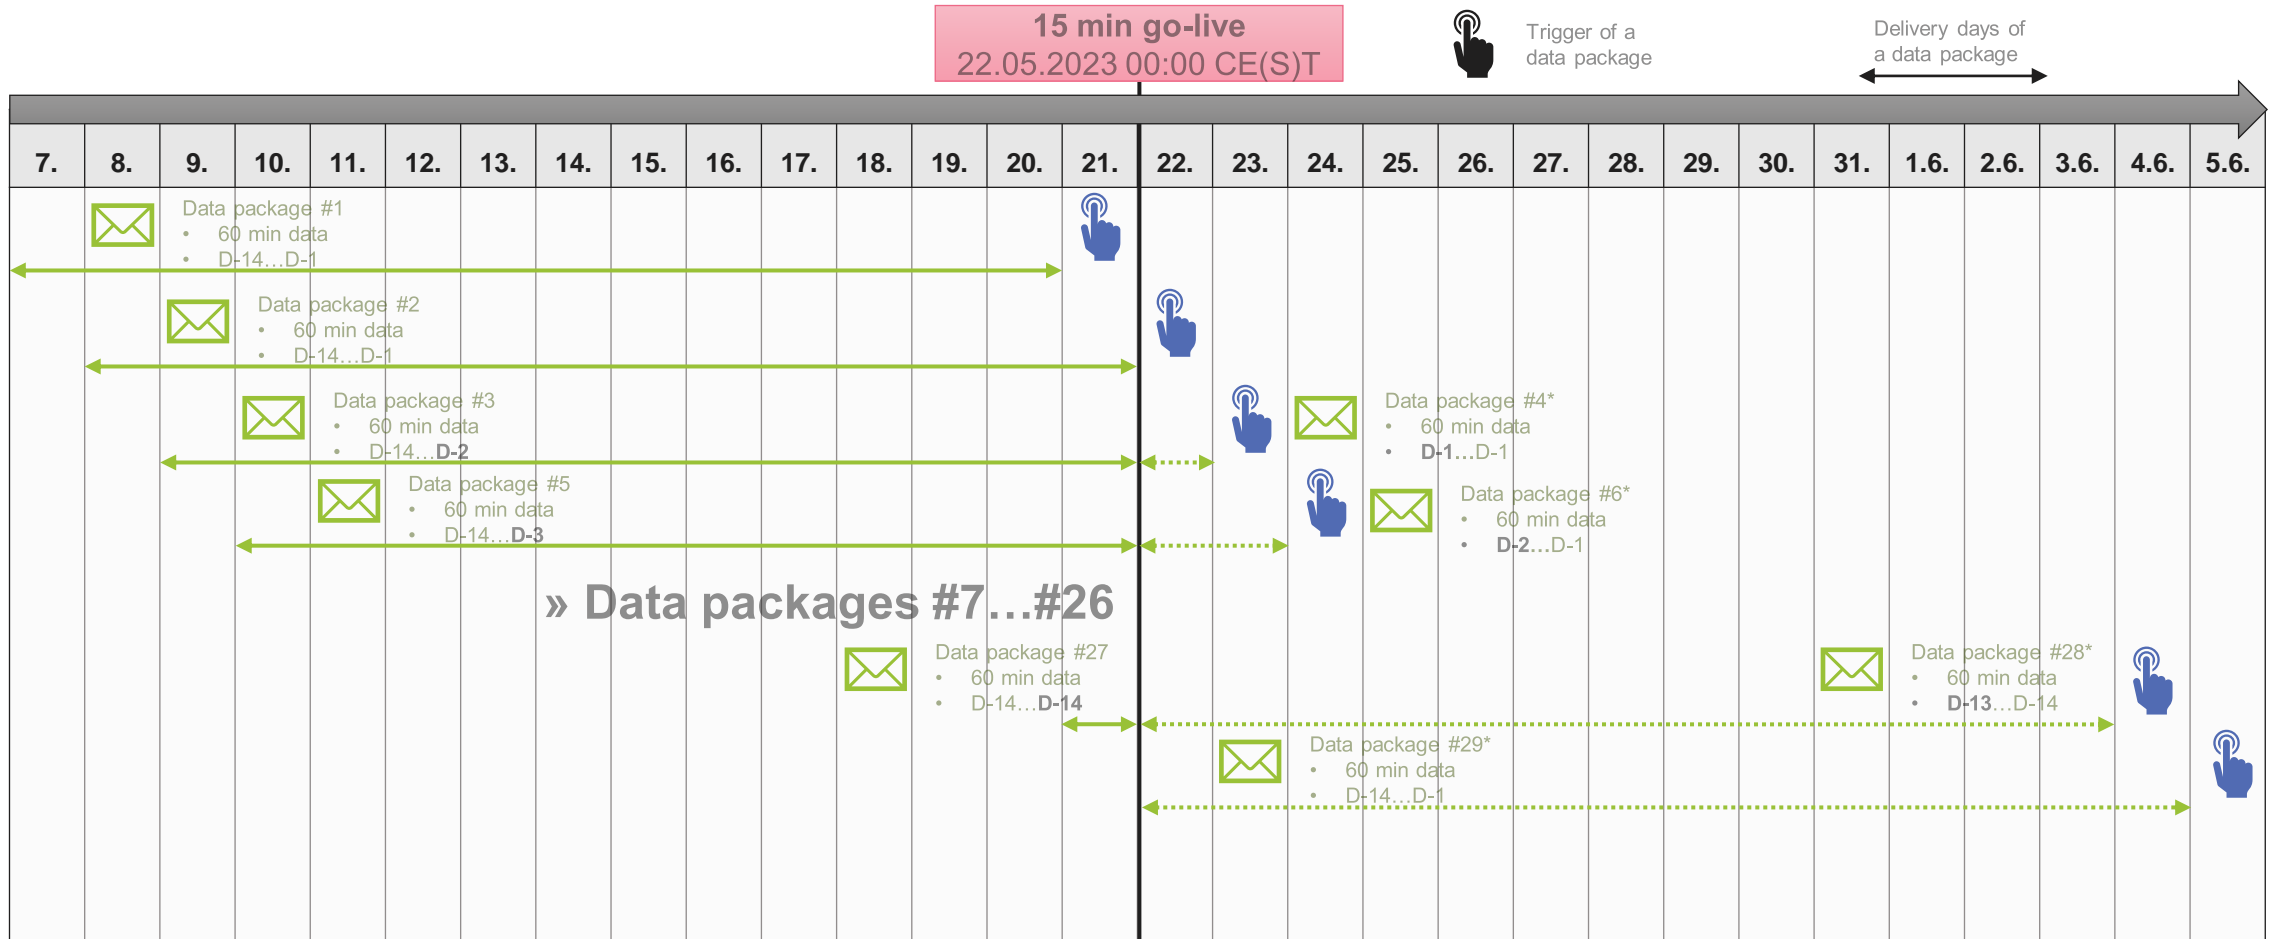 15 min go-live
22.05.2023 00:00 CE(S)T
Trigger of a
data package
Delivery days of
a data package
7. 8. 9. 10. 11. 12. 13. 14. 15. 16. 17. 18. 19. 20. 21. 22. 23. 24. 25. 26. 27. 28. 29. 30. 31. 1.6. 2.6. 3.6. 4.6. 5.6.
Data package #1
• 60 min data
• D-14…D-1
Data package #2
• 60 min data
• D-14…D-1
Data package #3
• 60 min data
• D-14…D-2
Data package #4*
• 60 min data
• D-1…D-1
Data package #5
• 60 min data
• D-14…D-3
Data package #6*
• 60 min data
• D-2…D-1
» Data packages #7…#26
Data package #27
• 60 min data
• D-14…D-14
Data package #28*
• 60 min data
• D-13…D-14
Data package #29*
• 60 min data
• D-14…D-1